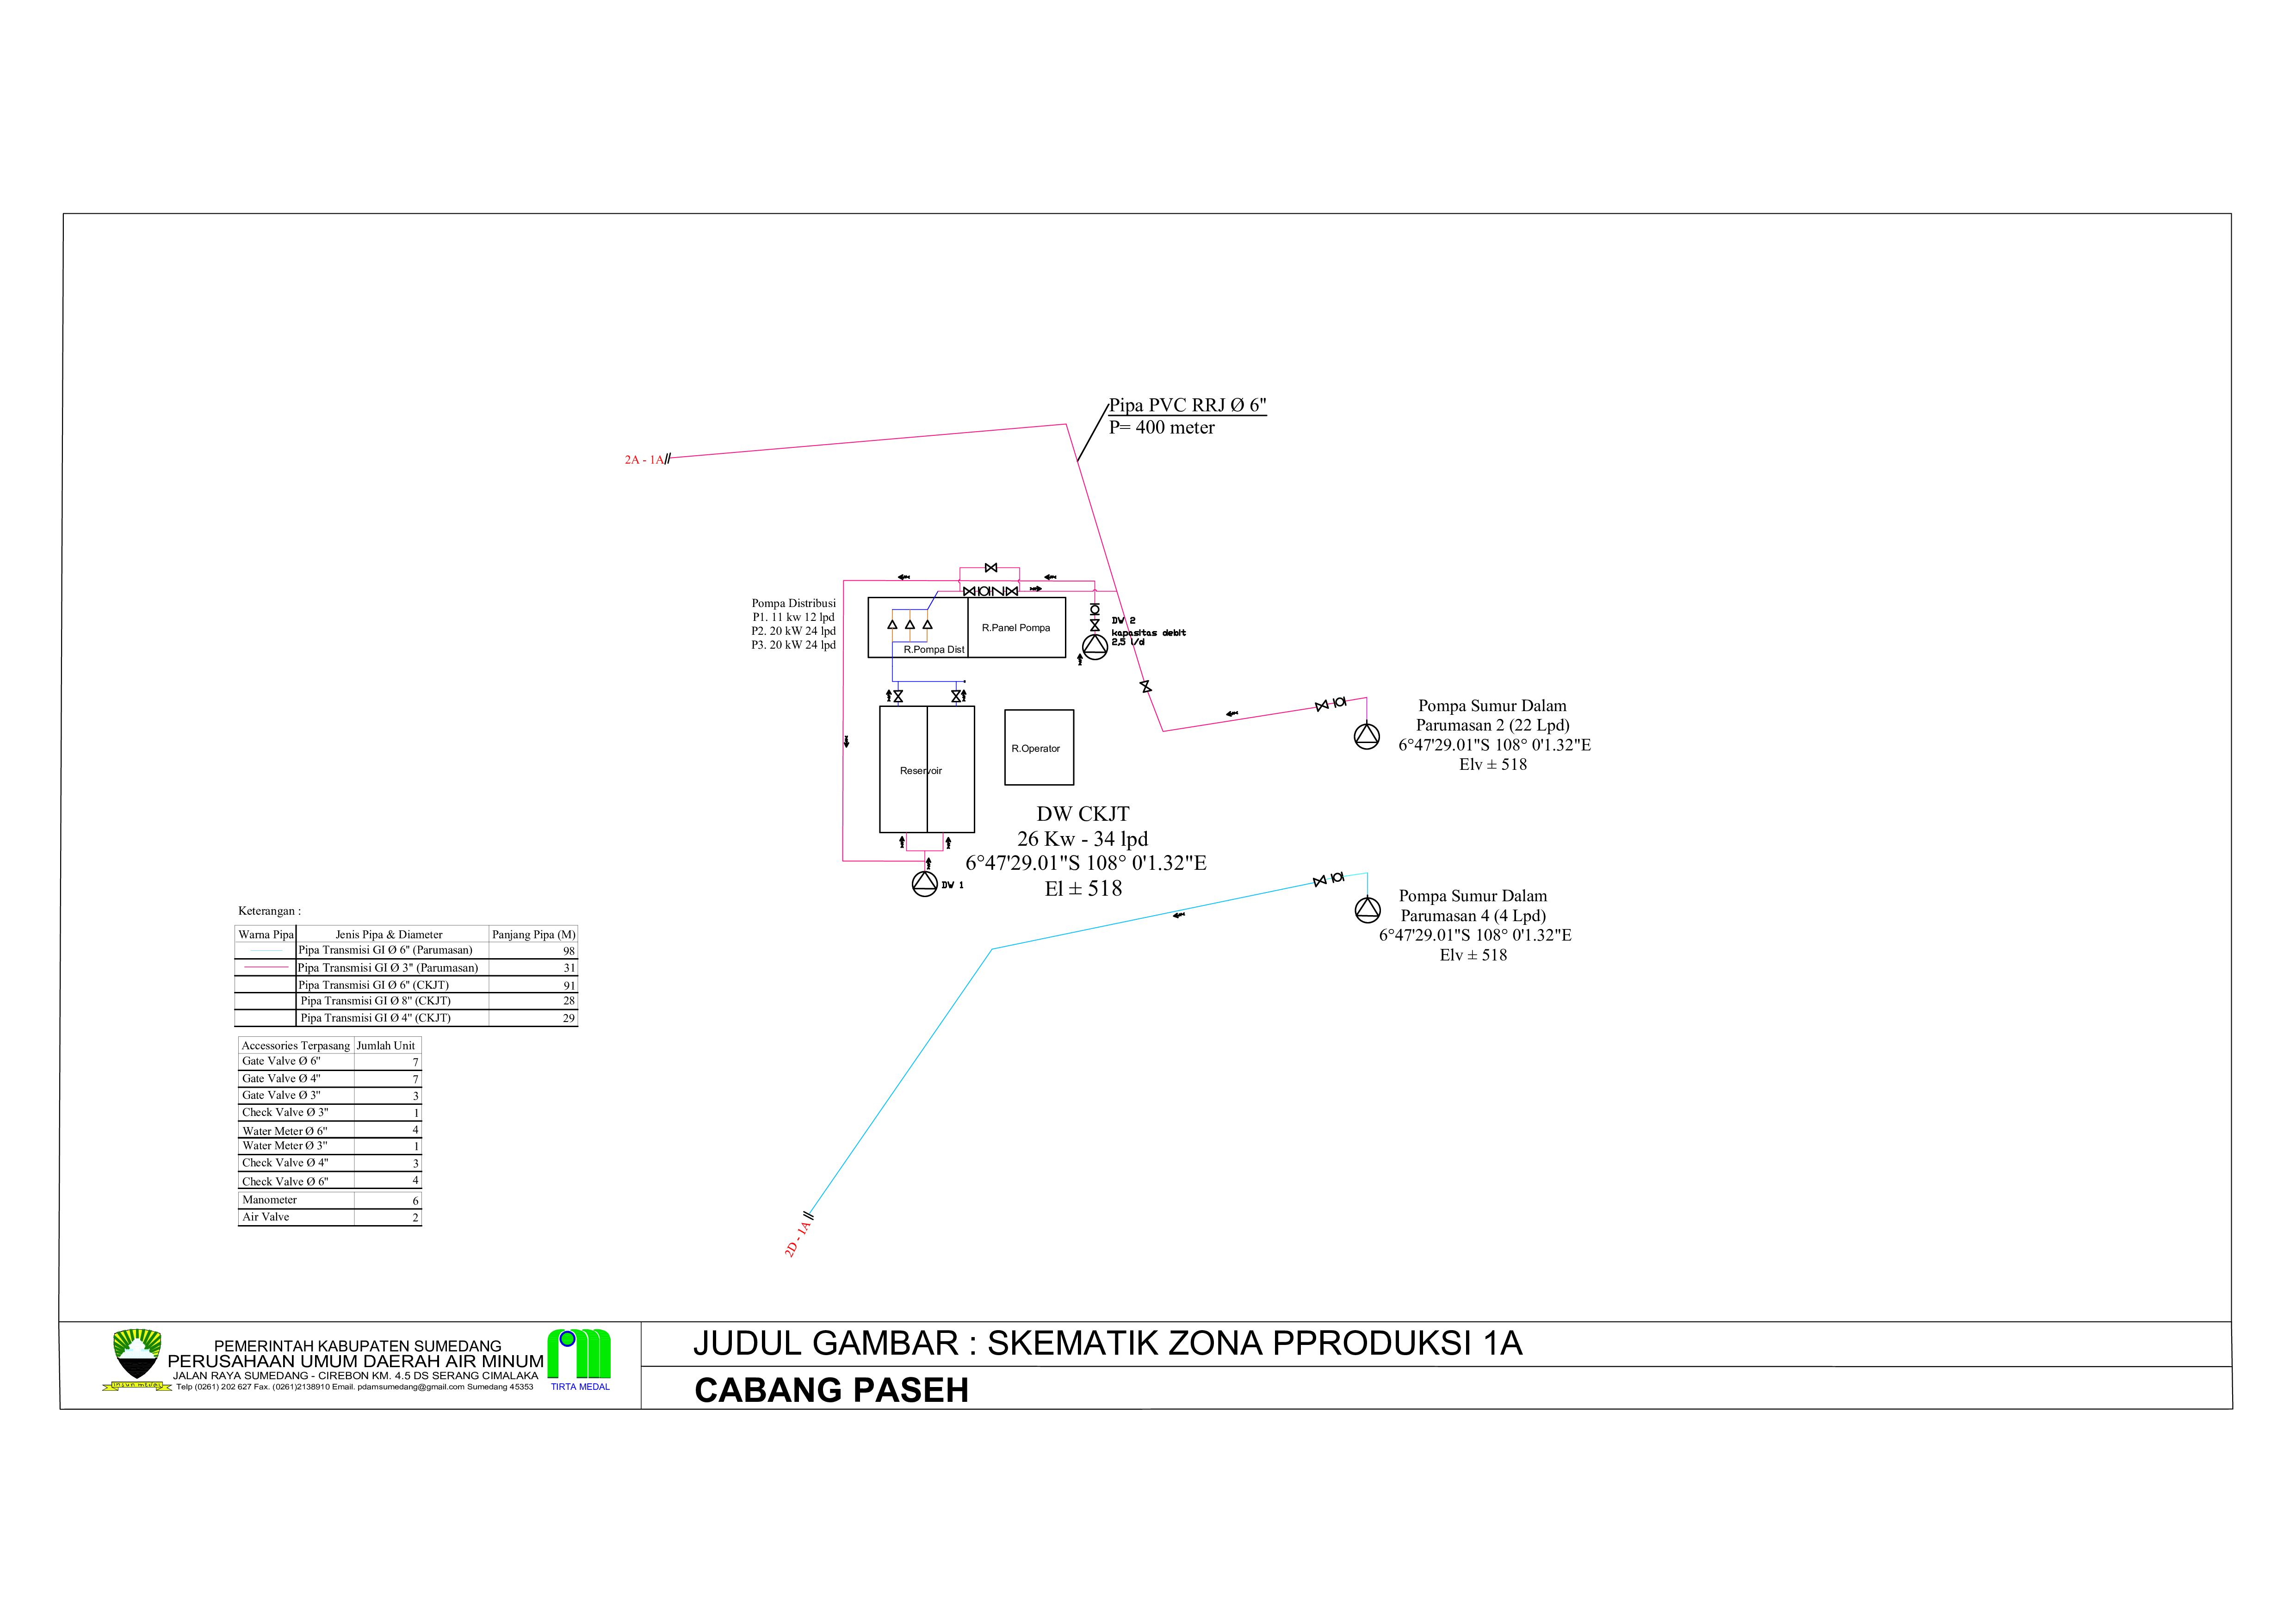 Pipa PVC RRJ Ø 6"
P= 400 meter
2A - 1A
Pompa Distribusi
P1. 11 kw 12 lpd
P2. 20 kW 24 lpd
P3. 20 kW 24 lpd
R.Panel Pompa
R.Pompa Dist
DW 2
kapasitas debit
2,5 l/d
Pompa Sumur Dalam
Parumasan 2 (22 Lpd)
6°47'29.01"S 108° 0'1.32"E
Elv ± 518
R.Operator
Reservoir
DW CKJT
26 Kw - 34 lpd
6°47'29.01"S 108° 0'1.32"E
El ± 518
DW 1
Pompa Sumur Dalam
Parumasan 4 (4 Lpd)
6°47'29.01"S 108° 0'1.32"E
Elv ± 518
2D - 1A
Keterangan :
Warna Pipa Jenis Pipa & Diameter Panjang Pipa (M)
Pipa Transmisi GI Ø 6" (Parumasan) 98
Pipa Transmisi GI Ø 3" (Parumasan) 31
Pipa Transmisi GI Ø 6" (CKJT) 91
Pipa Transmisi GI Ø 8" (CKJT) 28
Pipa Transmisi GI Ø 4" (CKJT) 29
Accessories Terpasang Jumlah Unit
Gate Valve Ø 6" 7
Gate Valve Ø 4" 7
Gate Valve Ø 3" 3
Check Valve Ø 3" 1
Water Meter Ø 6" 4
Water Meter Ø 3" 1
Check Valve Ø 4" 3
Check Valve Ø 6" 4
Manometer 6
Air Valve 2
PEMERINTAH KABUPATEN SUMEDANG
PERUSAHAAN UMUM DAERAH AIR MINUM
JALAN RAYA SUMEDANG - CIREBON KM. 4.5 DS SERANG CIMALAKA
Telp (0261) 202 627 Fax. (0261)2138910 Email. pdamsumedang@gmail.com Sumedang 45353
INSUN MEDAL
TIRTA MEDAL
JUDUL GAMBAR : SKEMATIK ZONA PPRODUKSI 1A
CABANG PASEH